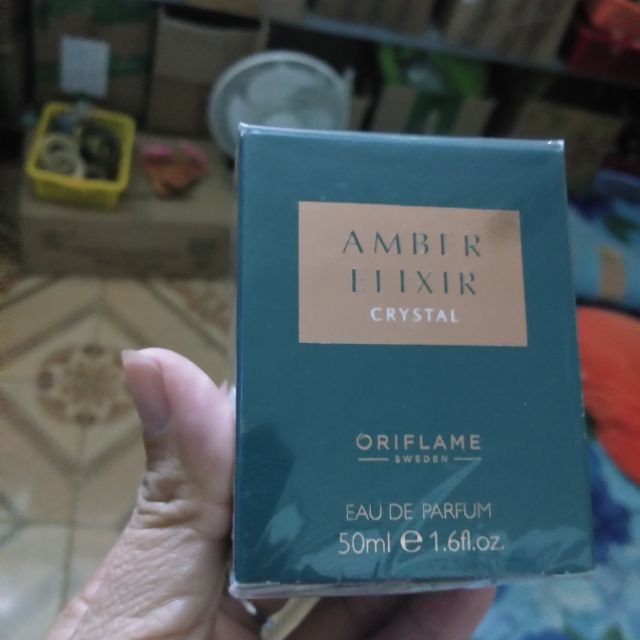 AMBER
ELIXIR
CRYSTAL
ORIFLAME
SWEDEN
EAU DE PARFUM
50ml e 1.6fl.oz.